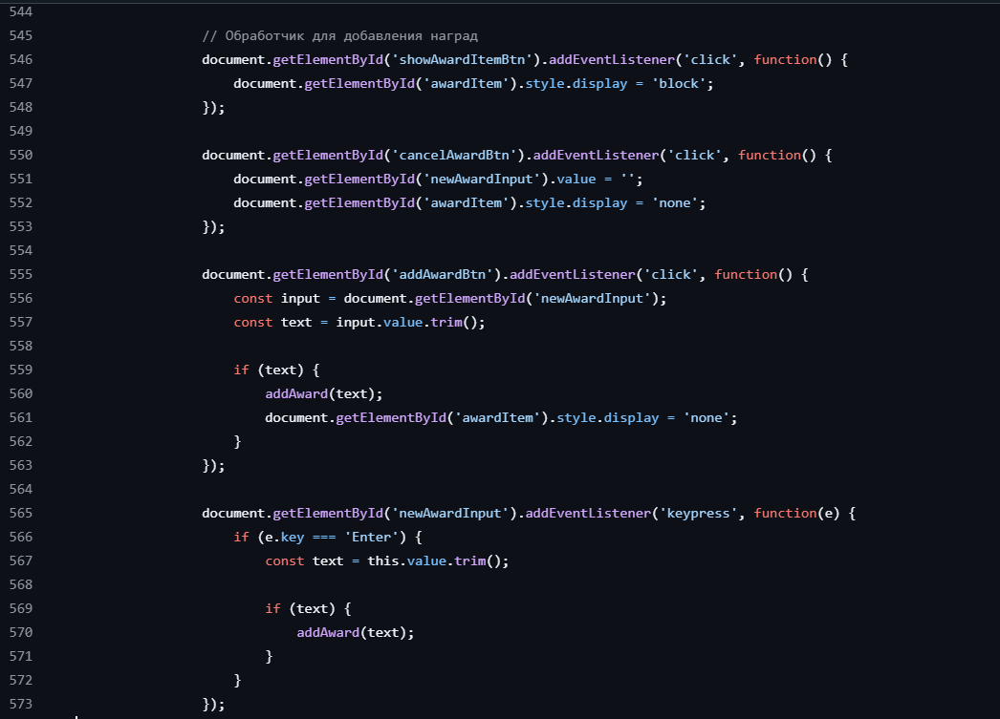 544
545 // Обработчик для добавления наград
546 document.getElementById('showAwardItemBtn').addEventListener('click', function() {
547 document.getElementById('awardItem').style.display = 'block';
548 });
549
550 document.getElementById('cancelAwardBtn').addEventListener('click', function() {
551 document.getElementById('newAwardInput').value = '';
552 document.getElementById('awardItem').style.display = 'none';
553 });
554
555 document.getElementById('addAwardBtn').addEventListener('click', function() {
556 const input = document.getElementById('newAwardInput');
557 const text = input.value.trim();
558
559 if (text) {
560 addAward(text);
561 document.getElementById('awardItem').style.display = 'none';
562 }
563 });
564
565 document.getElementById('newAwardInput').addEventListener('keypress', function(e) {
566 if (e.key === 'Enter') {
567 const text = this.value.trim();
568
569 if (text) {
570 addAward(text);
571 }
572 }
573 });